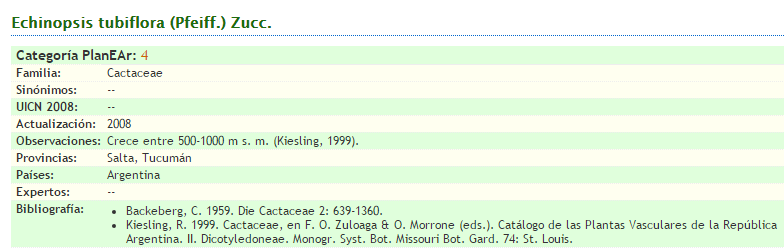 Echinopsis tubiflora (Pfeiff.) Zucc.
Categoría PlanEAr: 4
Familia: Cactaceae
Sinónimos: --
UICN 2008: --
Actualización: 2008
Observaciones: Crece entre 500-1000 m s. m. (Kiesling, 1999).
Provincias: Salta, Tucumán
Países: Argentina
Expertos: --
Bibliografía: • Backeberg, C. 1959. Die Cactaceae 2: 639-1360.
• Kiesling, R. 1999. Cactaceae, en F. O. Zuloaga & O. Morrone (eds.). Catálogo de las Plantas Vasculares de la República
Argentina. II. Dicotyledoneae. Monogr. Syst. Bot. Missouri Bot. Gard. 74: St. Louis.